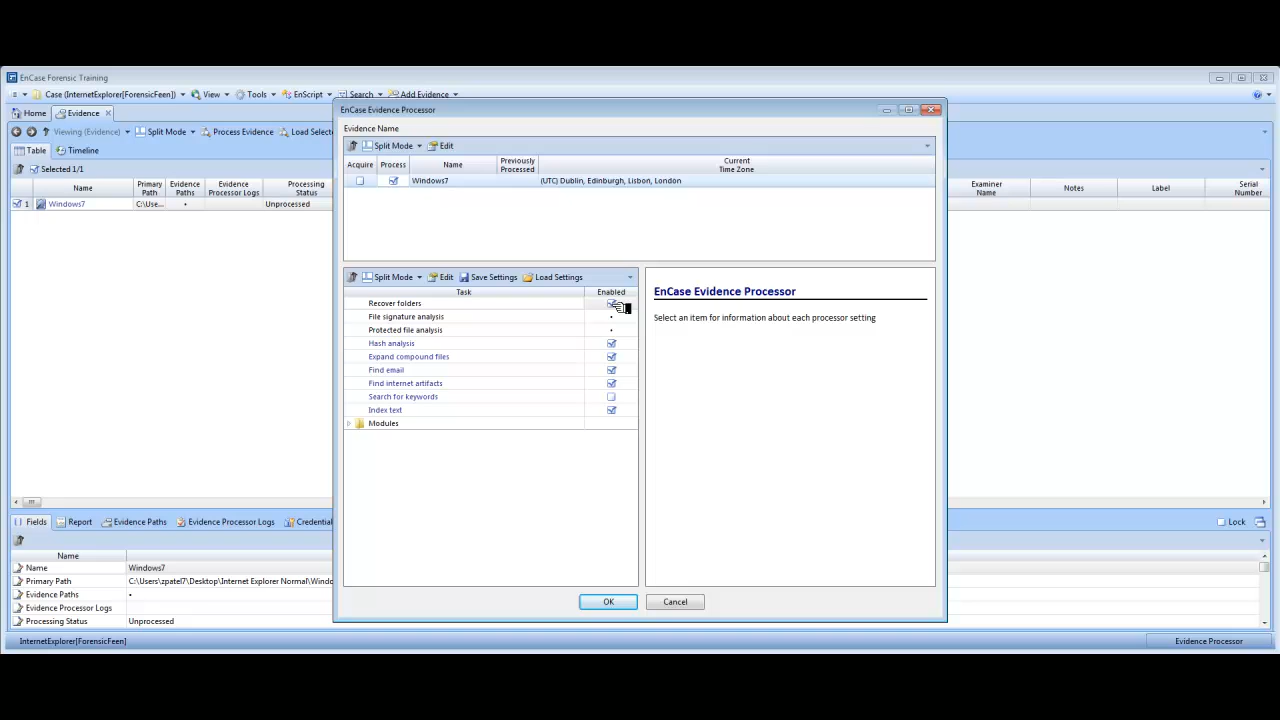 EnCase Forensic Training
Case (InternetExplorer[ForensicFeen]) View Tools EnScript Search Add Evidence
Home Evidence
Viewing (Evidence) Split Mode Process Evidence Load Selecte
Table Timeline
Selected 1/1
Name Primary Path Evidence Paths Evidence Processor Logs Processing Status Examiner Name Notes Label Serial Number
1 Windows7 C:\Use... • Unprocessed
EnCase Evidence Processor
Evidence Name
Split Mode Edit
Acquire Process Name Previously Processed Current Time Zone
Windows7 (UTC) Dublin, Edinburgh, Lisbon, London
Split Mode Edit Save Settings Load Settings
Task Enabled
Recover folders
File signature analysis •
Protected file analysis •
Hash analysis
Expand compound files
Find email
Find internet artifacts
Search for keywords
Index text
Modules
EnCase Evidence Processor
Select an item for information about each processor setting
OK Cancel
Fields Report Evidence Paths Evidence Processor Logs Credential Lock
Name
Name Windows7
Primary Path C:\Users\zpatel7\Desktop\Internet Explorer Normal\Windo
Evidence Paths •
Evidence Processor Logs
Processing Status Unprocessed
InternetExplorer[ForensicFeen] Evidence Processor